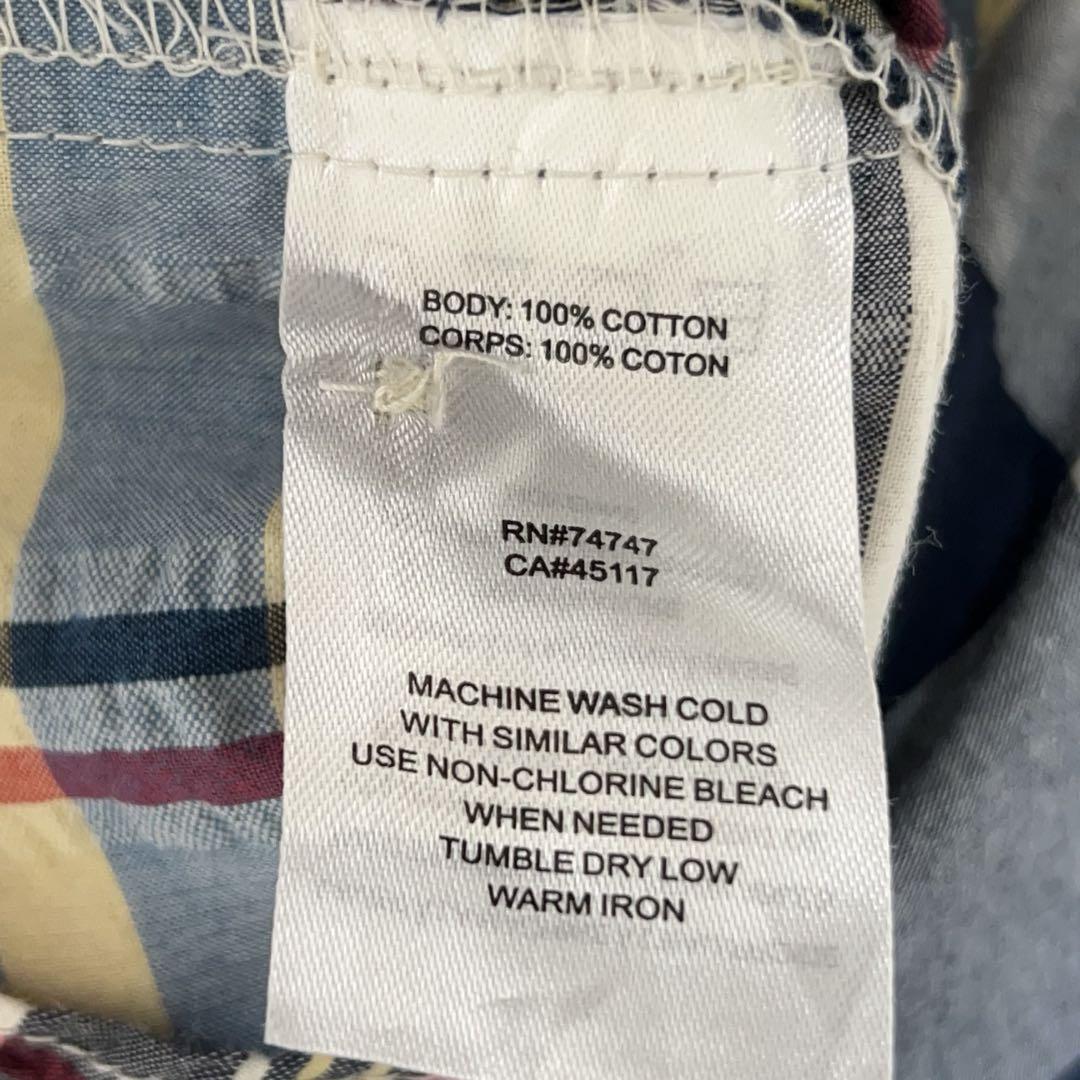 BODY: 100% COTTON
CORPS: 100% COTON
RN#74747
CA#45117
MACHINE WASH COLD
WITH SIMILAR COLORS
USE NON-CHLORINE BLEACH
WHEN NEEDED
TUMBLE DRY LOW
WARM IRON